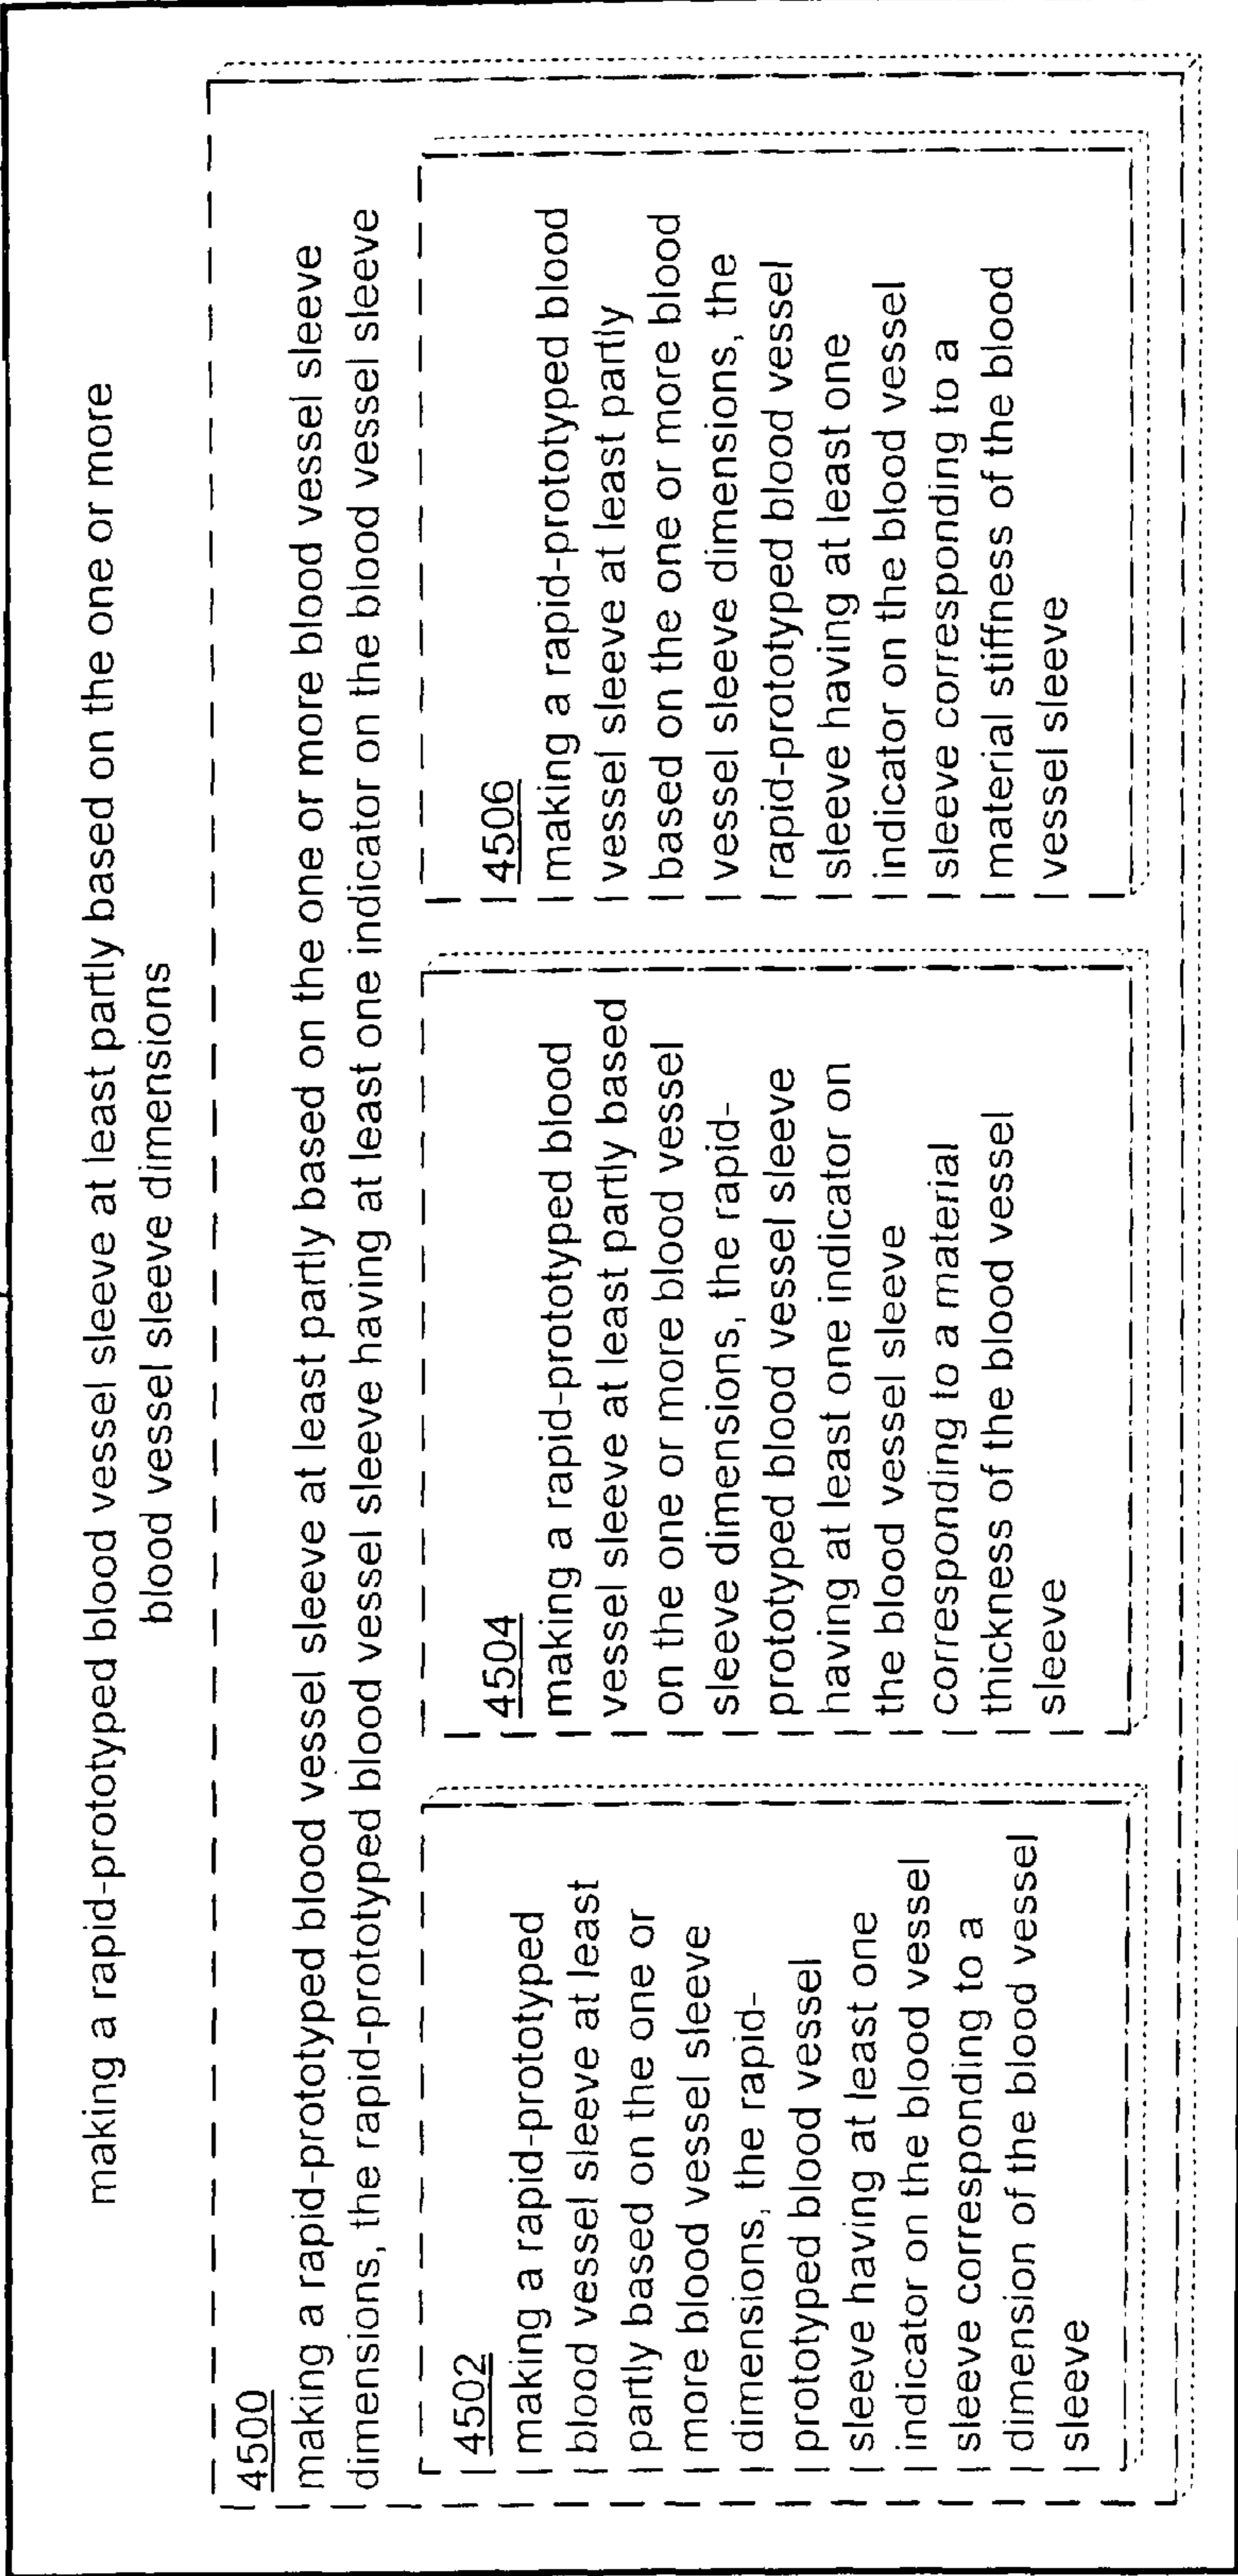 making a rapid-prototyped blood vessel sleeve at least partly based on the one or more
blood vessel sleeve dimensions
4500
making a rapid-prototyped blood vessel sleeve at least partly based on the one or more blood vessel sleeve
dimensions, the rapid-prototyped blood vessel sleeve having at least one indicator on the blood vessel sleeve
4502
making a rapid-prototyped
blood vessel sleeve at least
partly based on the one or
more blood vessel sleeve
dimensions, the rapid-
prototyped blood vessel
sleeve having at least one
indicator on the blood vessel
sleeve corresponding to a
dimension of the blood vessel
sleeve
4504
making a rapid-prototyped blood
vessel sleeve at least partly based
on the one or more blood vessel
sleeve dimensions, the rapid-
prototyped blood vessel sleeve
having at least one indicator on
the blood vessel sleeve
corresponding to a material
thickness of the blood vessel
sleeve
4506
making a rapid-prototyped blood
vessel sleeve at least partly
based on the one or more blood
vessel sleeve dimensions, the
rapid-prototyped blood vessel
sleeve having at least one
indicator on the blood vessel
sleeve corresponding to a
material stiffness of the blood
vessel sleeve